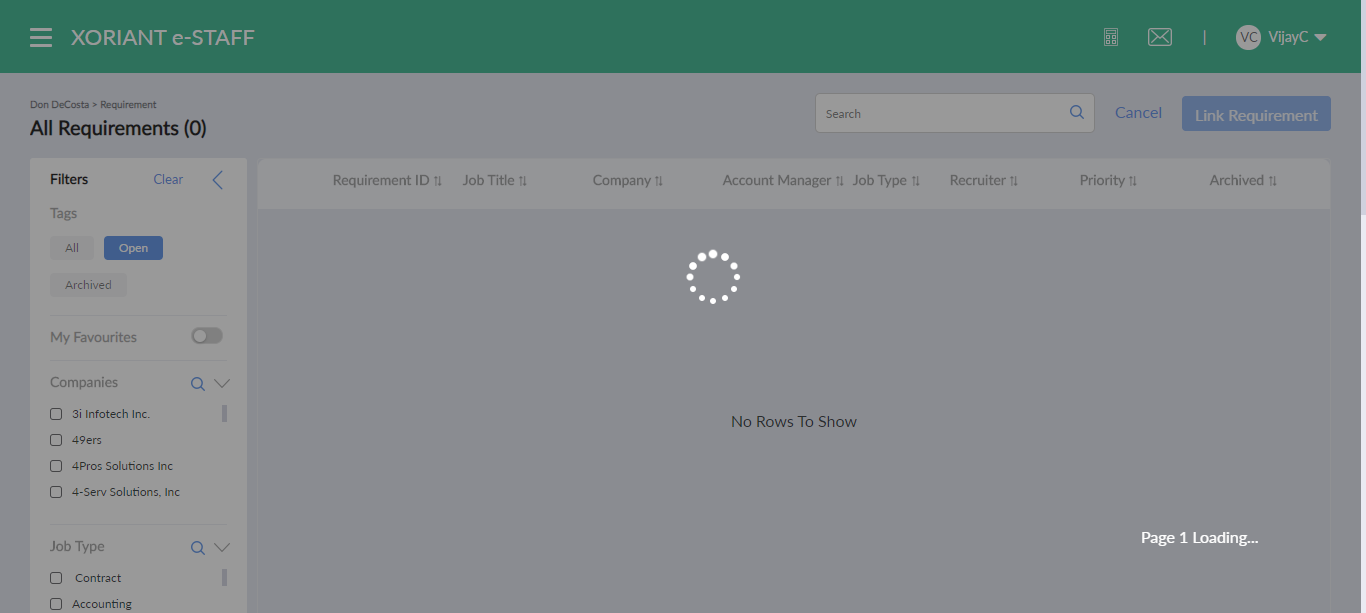 XORIANT e-STAFF
|
VC
VijayC
Don DeCosta > Requirement
All Requirements (0)
Search
Cancel
Link Requirement
Filters
Clear
Requirement ID
Job Title
Company
Account Manager
Job Type
Recruiter
Priority
Archived
Tags
All
Open
Archived
My Favourites
Companies
3i Infotech Inc.
49ers
4Pros Solutions Inc
4-Serv Solutions, Inc
No Rows To Show
Page 1 Loading...
Job Type
Contract
Accounting